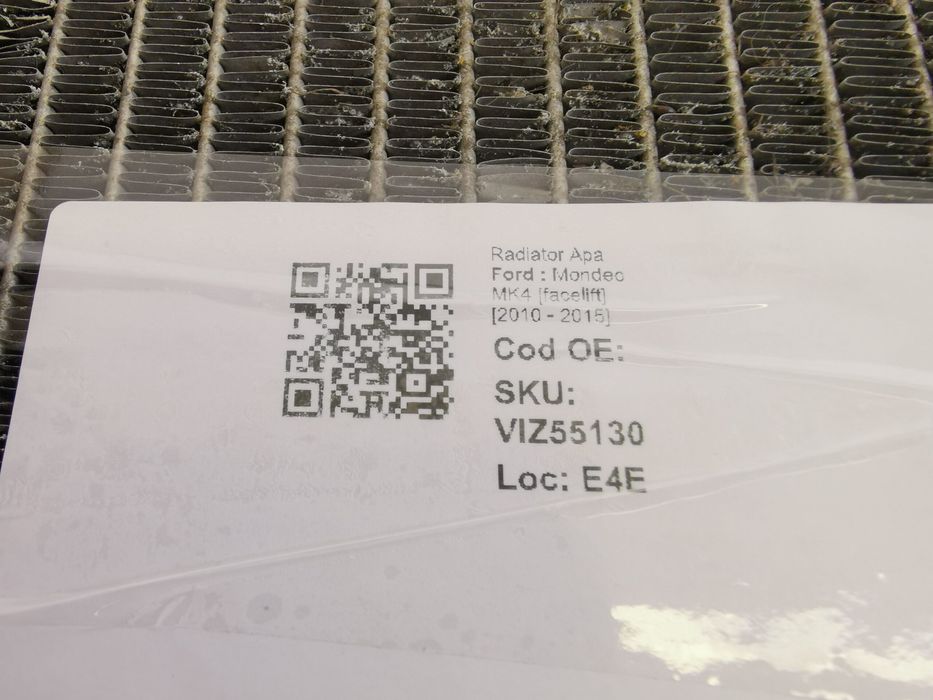 Radiator Apa
Ford : Mondeo
MK4 [facelift]
[2010 - 2015]
Cod OE:
SKU:
VIZ55130
Loc: E4E